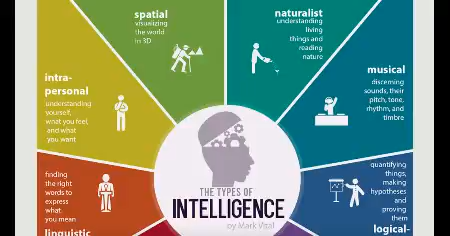 spatial
visualizing
the world
in 3D
naturalist
understanding
living
things and
reading
nature
intra-
personal
understanding
yourself,
what you feel,
and what
you want
musical
discerning
sounds, their
pitch, tone,
rhythm, and
timbre
finding
the right
words to
express
what
you mean
linguistic
THE TYPES OF
INTELLIGENCE
by Mark Vital
quantifying
things,
making
hypotheses
and
proving
them
logical-